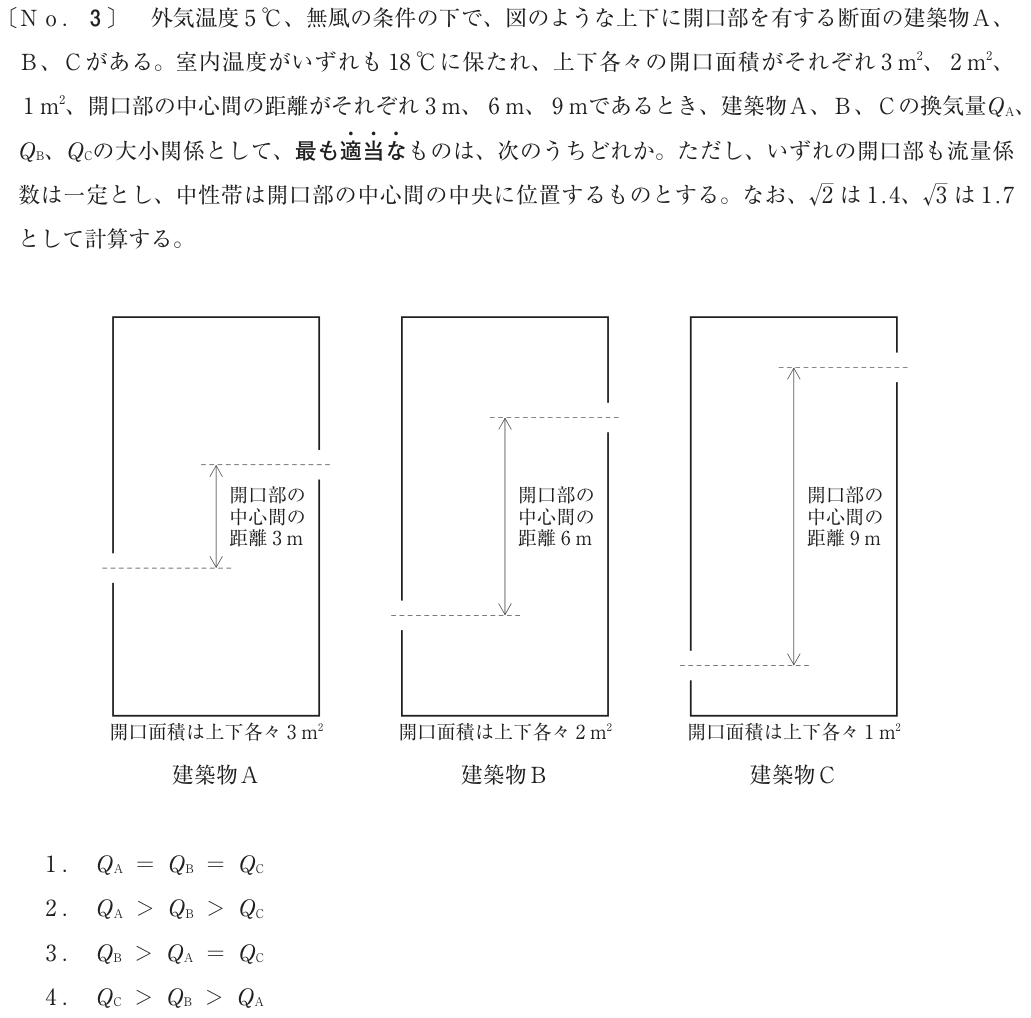 〔Ｎｏ．３〕　外気温度５℃、無風の条件の下で、図のような上下に開口部を有する断面の建築物Ａ、
Ｂ、Ｃがある。室内温度がいずれも18℃に保たれ、上下各々の開口面積がそれぞれ３m²、２m²、
１m²、開口部の中心間の距離がそれぞれ３m、６m、９mであるとき、建築物Ａ、Ｂ、Ｃの換気量QA、
QB、QCの大小関係として、最も適当なものは、次のうちどれか。ただし、いずれの開口部も流量係
数は一定とし、中性帯は開口部の中心間の中央に位置するものとする。なお、√2 は1.4、√3 は1.7
として計算する。
開口部の
中心間の
距離３m
開口面積は上下各々３m²
建築物Ａ
開口部の
中心間の
距離６m
開口面積は上下各々２m²
建築物Ｂ
開口部の
中心間の
距離９m
開口面積は上下各々１m²
建築物Ｃ
１．　QA ＝ QB ＝ QC
２．　QA ＞ QB ＞ QC
３．　QB ＞ QA ＝ QC
４．　QC ＞ QB ＞ QA